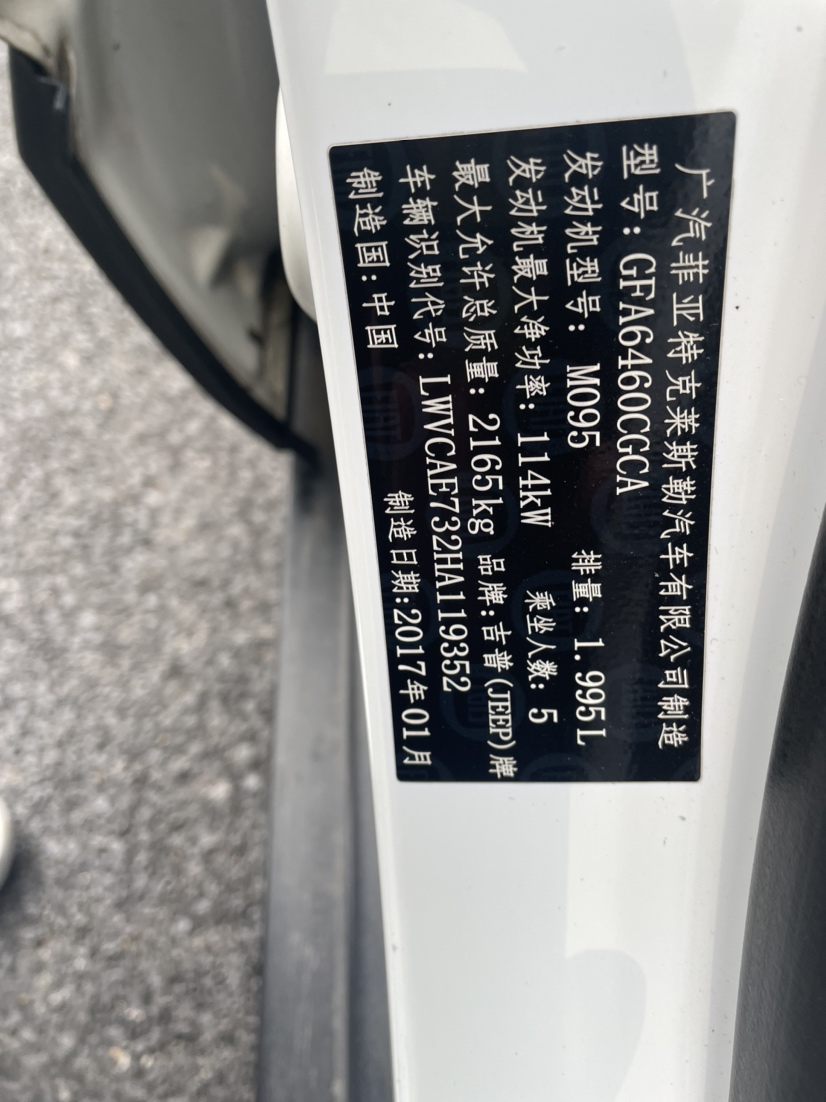 广汽菲亚特克莱斯勒汽车有限公司制造
型号:GFA6460CGCA
发动机型号: M095 排量: 1.995L
发动机最大净功率: 114kW 乘坐人数: 5
最大允许总质量: 2165kg 品牌:吉普(JEEP)牌
车辆识别代号: LWVCAE732HA119352
制造国: 中国 制造日期:2017年01月